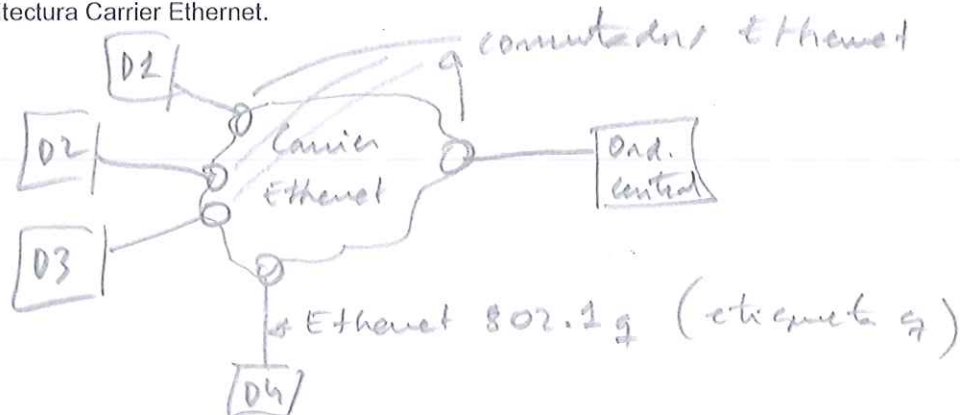 tectura Carrier Ethernet.
conmutadores Ethernet
D1
D2
Carrier
Ethernet
Ord.
central
D3
Ethernet 802.1q (etiqueta q)
D4